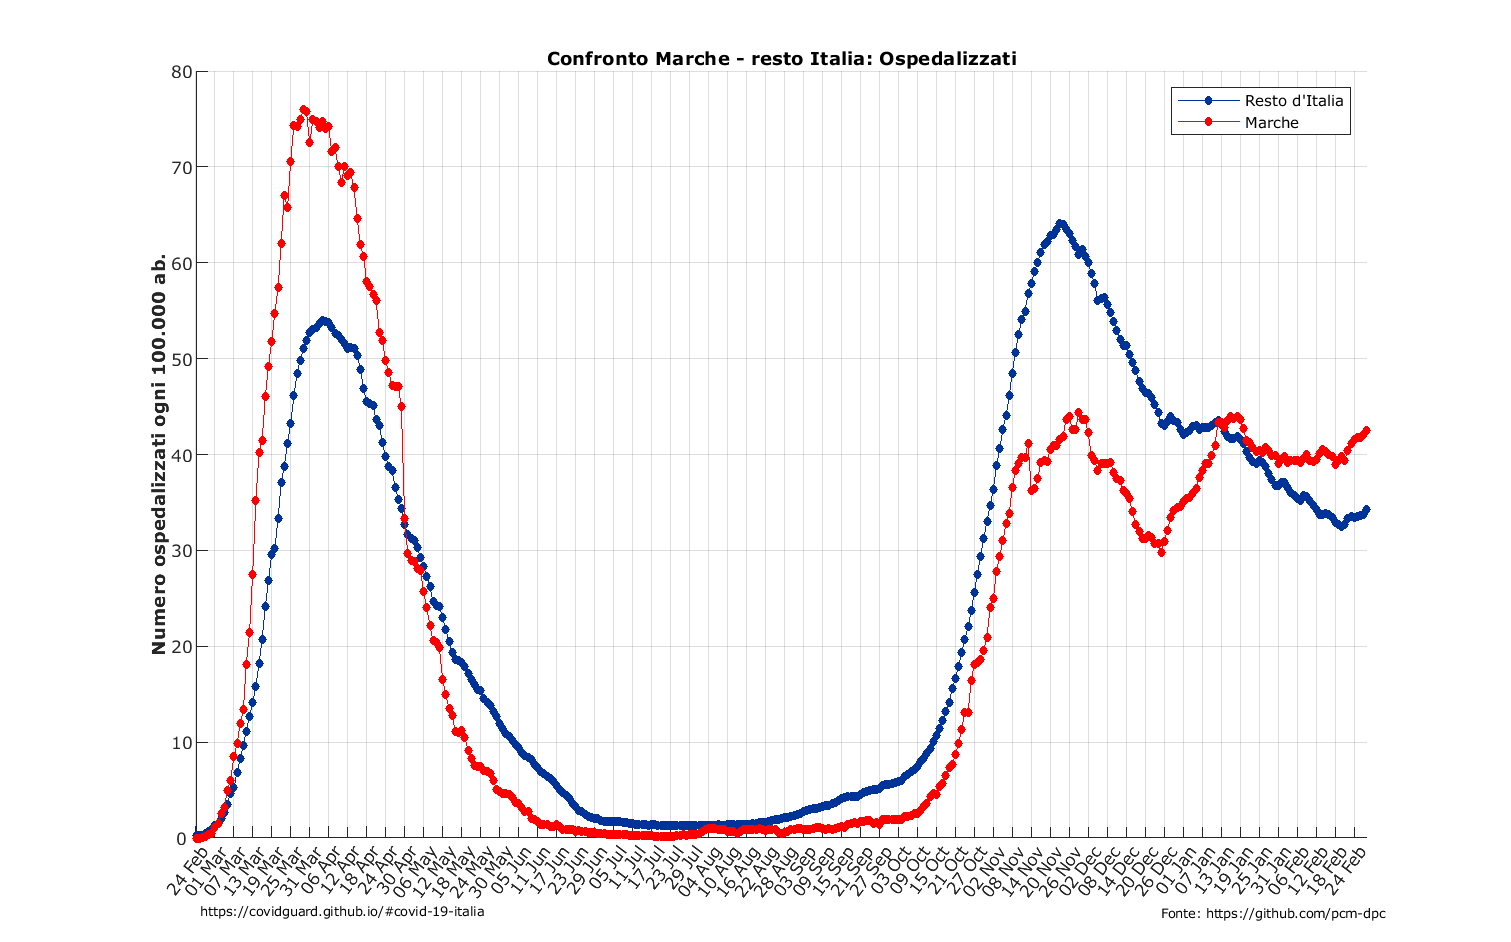 Confronto Marche - resto Italia: Ospedalizzati
Resto d'Italia
Marche
Numero ospedalizzati ogni 100.000 ab.
80
70
60
50
40
30
20
10
0
24 Feb
01 Mar
07 Mar
13 Mar
19 Mar
25 Mar
31 Mar
06 Apr
12 Apr
18 Apr
24 Apr
30 Apr
06 May
12 May
18 May
24 May
30 May
05 Jun
11 Jun
17 Jun
23 Jun
29 Jun
05 Jul
11 Jul
17 Jul
23 Jul
29 Jul
04 Aug
10 Aug
16 Aug
22 Aug
28 Aug
03 Sep
09 Sep
15 Sep
21 Sep
27 Sep
03 Oct
09 Oct
15 Oct
21 Oct
27 Oct
02 Nov
08 Nov
14 Nov
20 Nov
26 Nov
02 Dec
08 Dec
14 Dec
20 Dec
26 Dec
01 Jan
07 Jan
13 Jan
19 Jan
25 Jan
31 Jan
06 Feb
12 Feb
18 Feb
24 Feb
https://covidguard.github.io/#covid-19-italia
Fonte: https://github.com/pcm-dpc